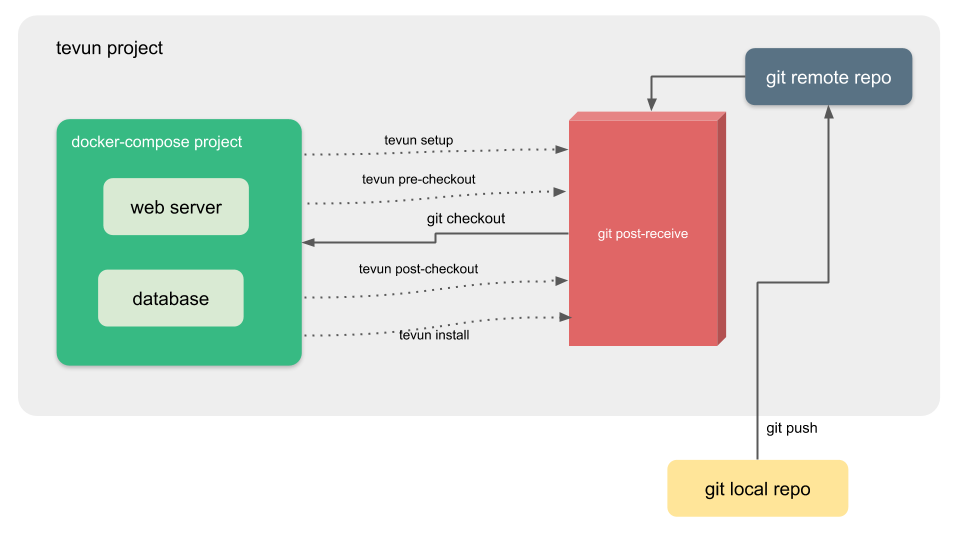 tevun project
git remote repo
docker-compose project
web server
database
tevun setup
tevun pre-checkout
git checkout
tevun post-checkout
tevun install
git post-receive
git push
git local repo